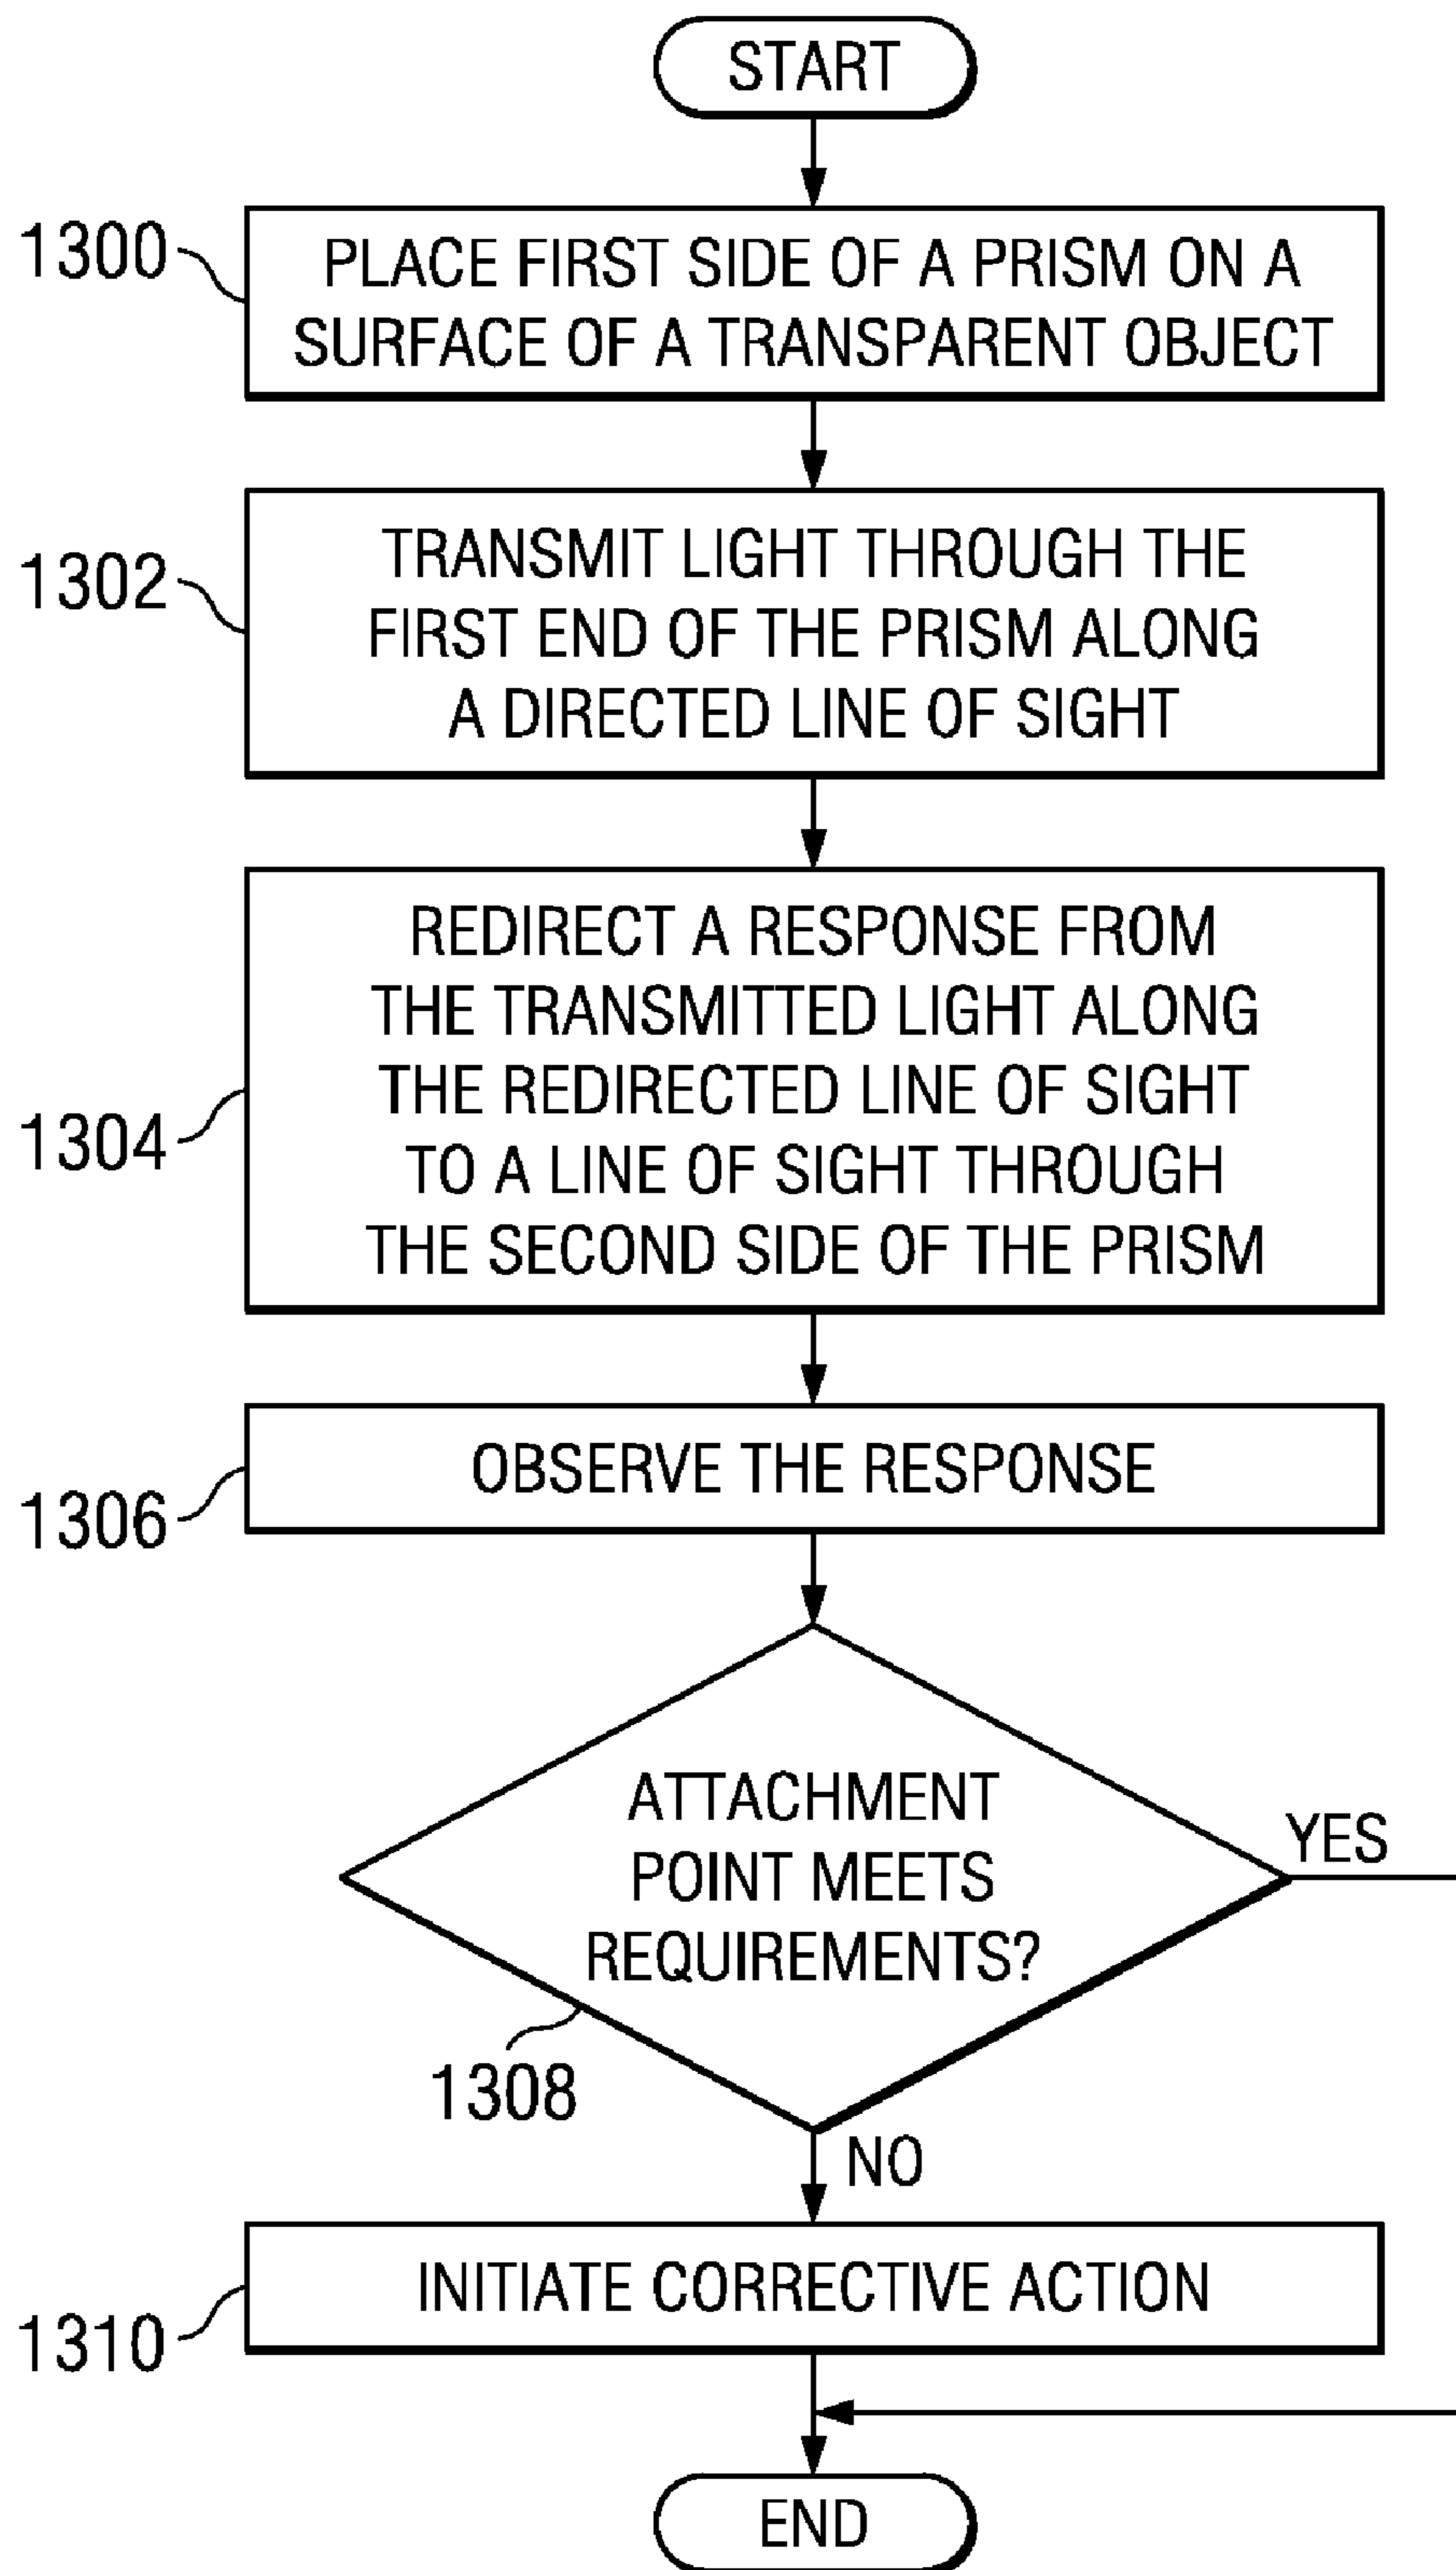 START
1300
PLACE FIRST SIDE OF A PRISM ON A
SURFACE OF A TRANSPARENT OBJECT
1302
TRANSMIT LIGHT THROUGH THE
FIRST END OF THE PRISM ALONG
A DIRECTED LINE OF SIGHT
1304
REDIRECT A RESPONSE FROM
THE TRANSMITTED LIGHT ALONG
THE REDIRECTED LINE OF SIGHT
TO A LINE OF SIGHT THROUGH
THE SECOND SIDE OF THE PRISM
1306
OBSERVE THE RESPONSE
ATTACHMENT
POINT MEETS
REQUIREMENTS?
YES
1308
NO
1310
INITIATE CORRECTIVE ACTION
END